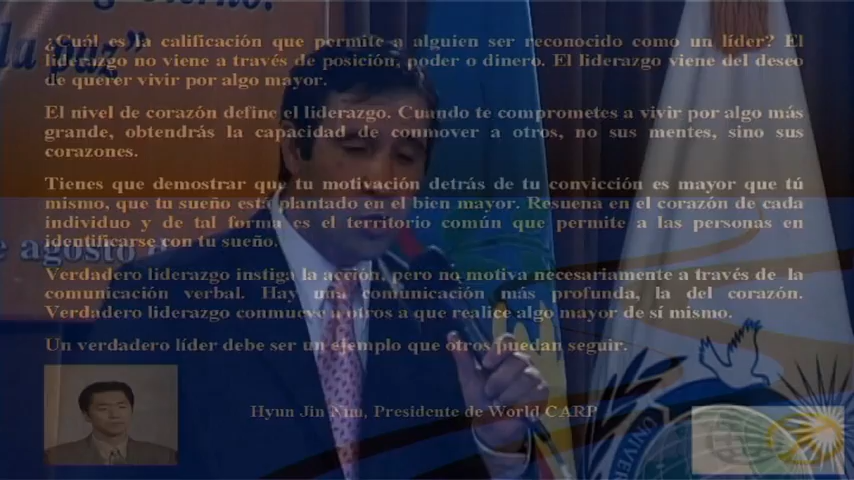 ¿Cuál es la calificación que permite a alguien ser reconocido como un líder? El
liderazgo no viene a través de posición, poder o dinero. El liderazgo viene del deseo
de querer vivir por algo mayor.
El nivel de corazón define el liderazgo. Cuando te comprometes a vivir por algo más
grande, obtendrás la capacidad de conmover a otros, no sus mentes, sino sus
corazones.
Tienes que demostrar que tu motivación detrás de tu convicción es mayor que tú
mismo, que tu sueño está plantado en el bien mayor. Resuena en el corazón de cada
individuo y de tal forma es el territorio común que permite a las personas en
identificarse con tu sueño.
Verdadero liderazgo instiga la acción, pero no motiva necesariamente a través de la
comunicación verbal. Hay una comunicación más profunda, la del corazón.
Verdadero liderazgo conmueve a otros a que realice algo mayor de sí mismo.
Un verdadero líder debe ser un ejemplo que otros puedan seguir.
Hyun Jin, Presidente de World CARP
la paz”
agosto